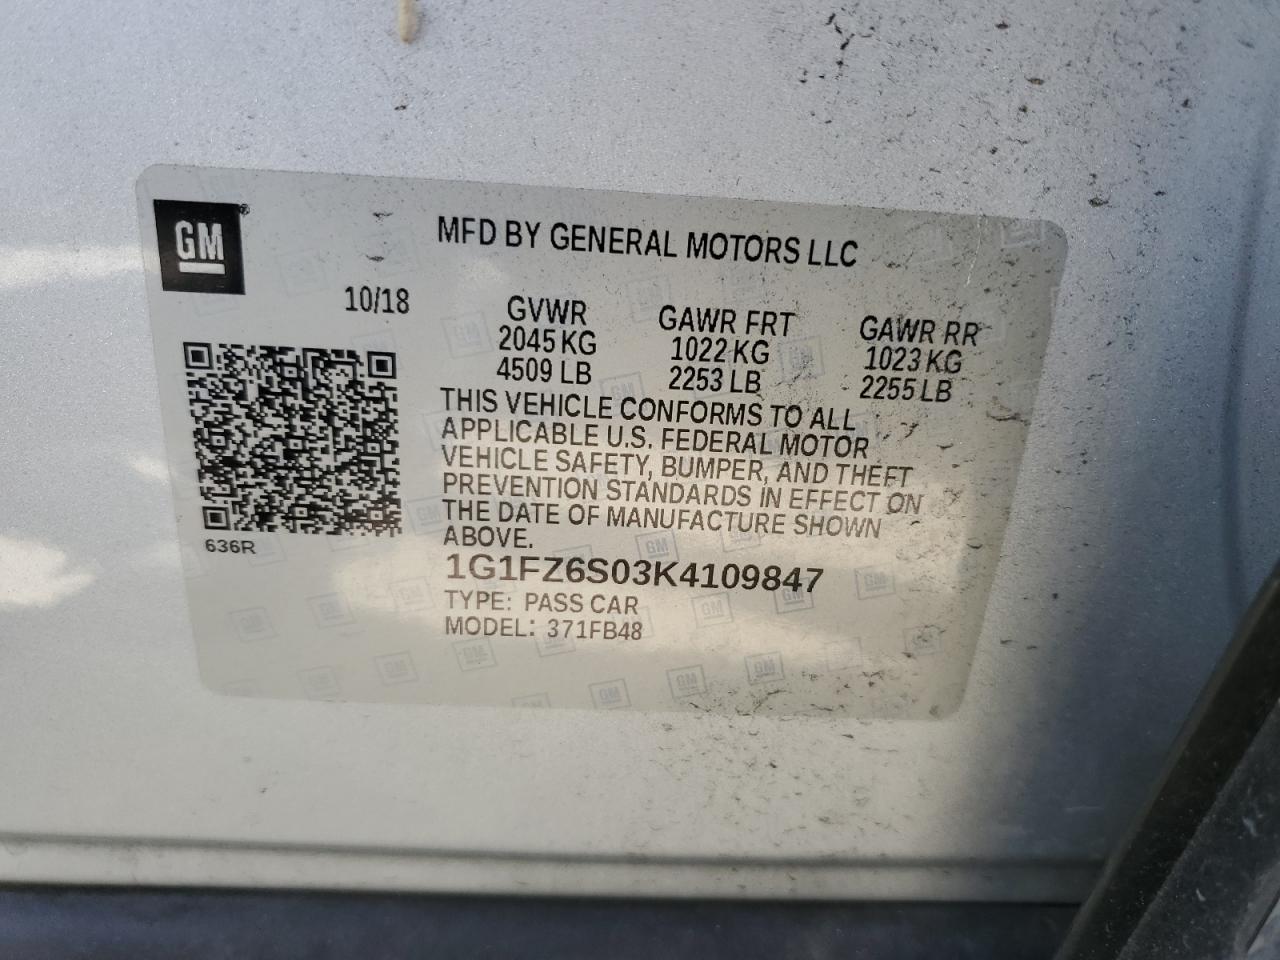 GM®
MFD BY GENERAL MOTORS LLC
10/18
GVWR GAWR FRT GAWR RR
2045 KG 1022 KG 1023 KG
4509 LB 2253 LB 2255 LB
THIS VEHICLE CONFORMS TO ALL
APPLICABLE U.S. FEDERAL MOTOR
VEHICLE SAFETY, BUMPER, AND THEFT
PREVENTION STANDARDS IN EFFECT ON
THE DATE OF MANUFACTURE SHOWN
ABOVE.
636R
1G1FZ6S03K4109847
TYPE: PASS CAR
MODEL: 371FB48